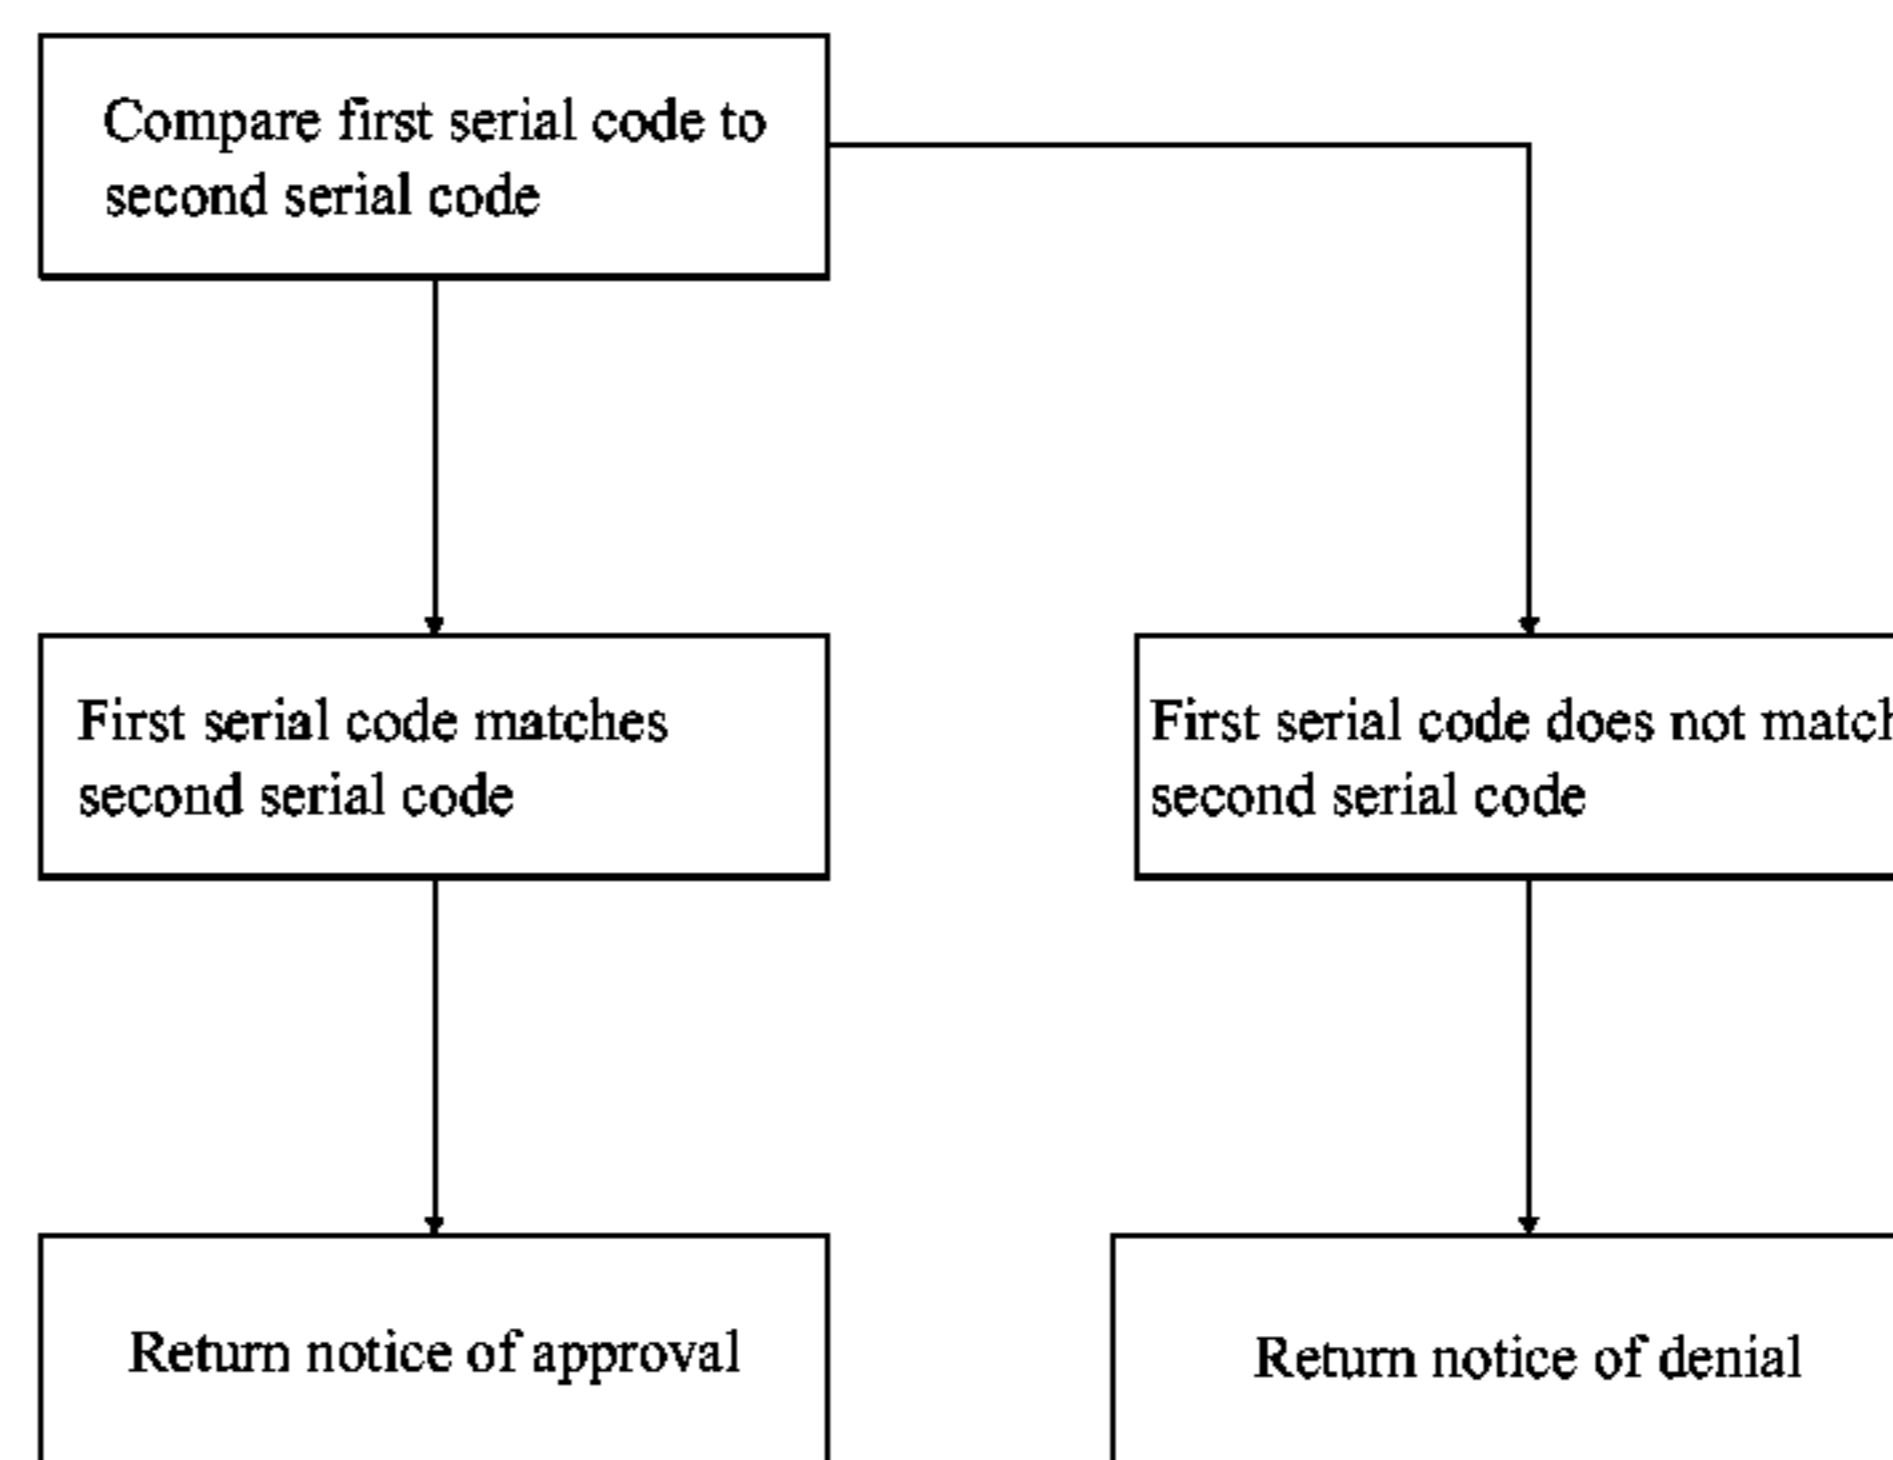 Compare first serial code to
second serial code
First serial code matches
second serial code
First serial code does not match
second serial code
Return notice of approval
Return notice of denial